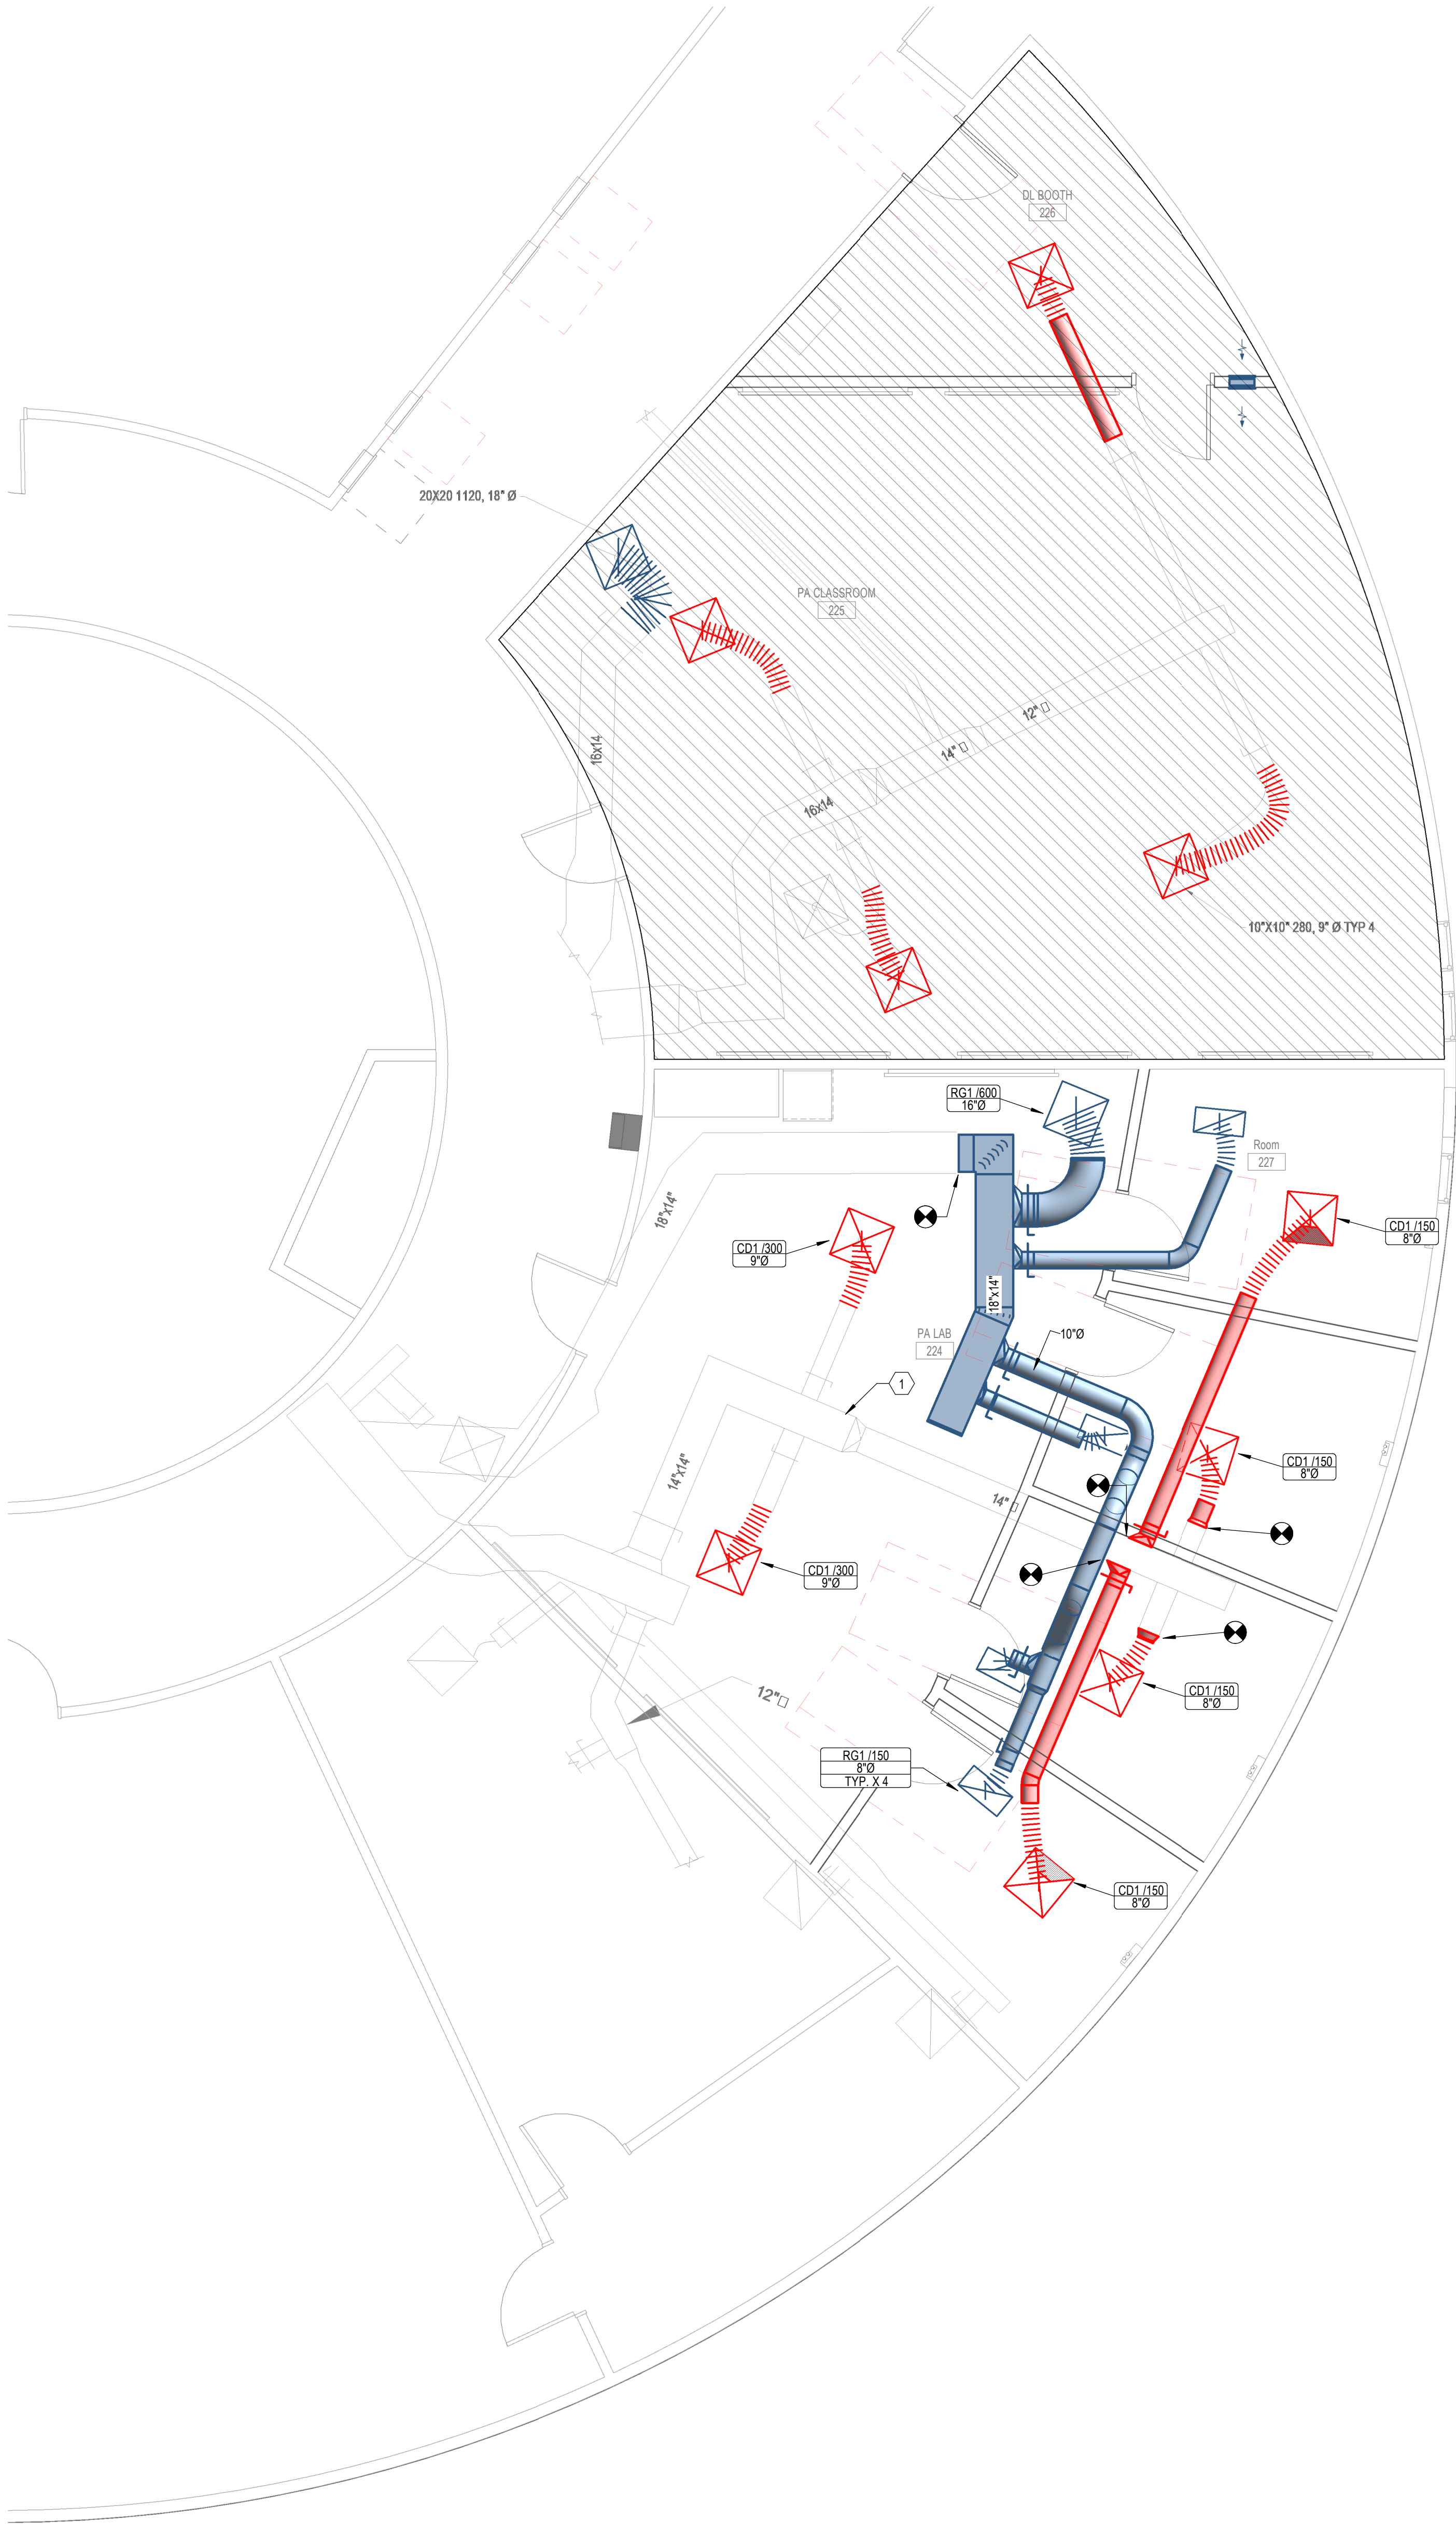 DL BOOTH
226
20X20 1120, 18" Ø
PA CLASSROOM
225
12"
14"
16x14
16x14
10"X10" 280, 9" Ø TYP 4
RG1 /600
16"Ø
Room
227
18"x14"
CD1 /150
8"Ø
CD1 /300
9"Ø
18"x14"
PA LAB
224
10"Ø
1
14"x14"
CD1 /150
8"Ø
14"
CD1 /300
9"Ø
CD1 /150
8"Ø
12"
RG1 /150
8"Ø
TYP. X 4
CD1 /150
8"Ø